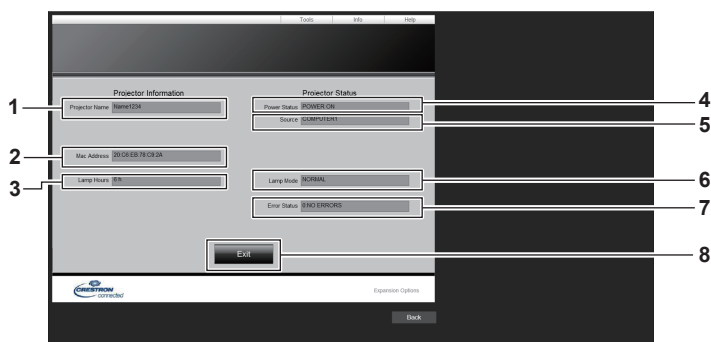 Tools Info Help
Projector Information
Projector Status
1
Projector Name Name1234
Power Status POWER ON
4
Source COMPUTER1
5
2
Mac Address 20:C6:EB:78:C9:2A
3
Lamp Hours 6 h
Lamp Mode NORMAL
6
Error Status 0:NO ERRORS
7
Exit
8
CRESTRON
connected
Expansion Options
Back